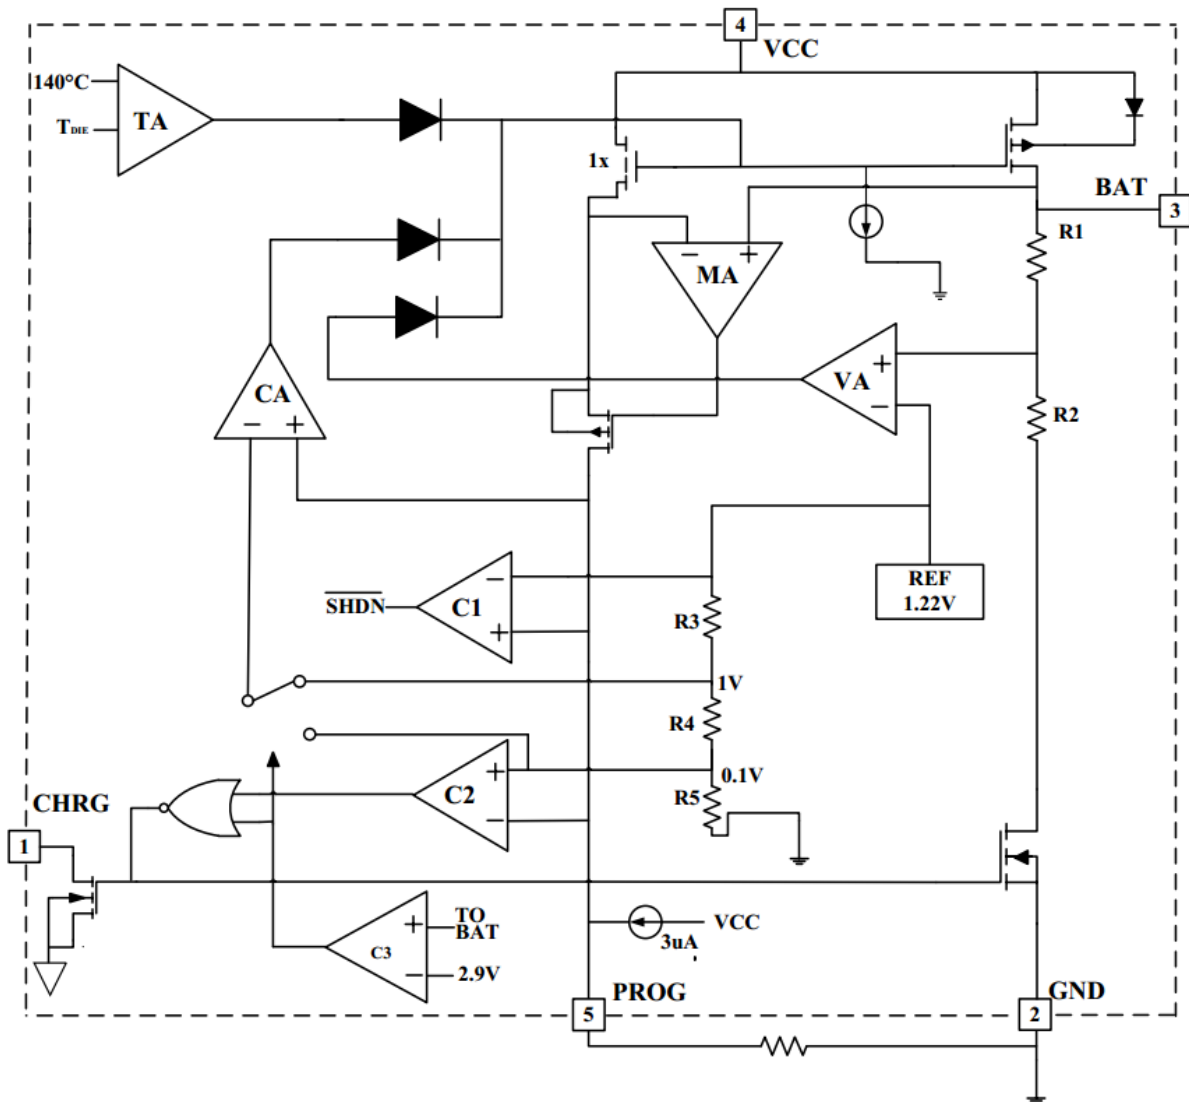 4
VCC
140°C
TA
TDIE
1x
BAT
3
R1
− +
MA
+
VA
−
CA
− +
R2
REF
1.22V
−
SHDN
C1
+
R3
1V
R4
+
0.1V
C2
R5
−
CHRG
1
TO
BAT
+
C3
−
2.9V
VCC
3uA
PROG
GND
5
2